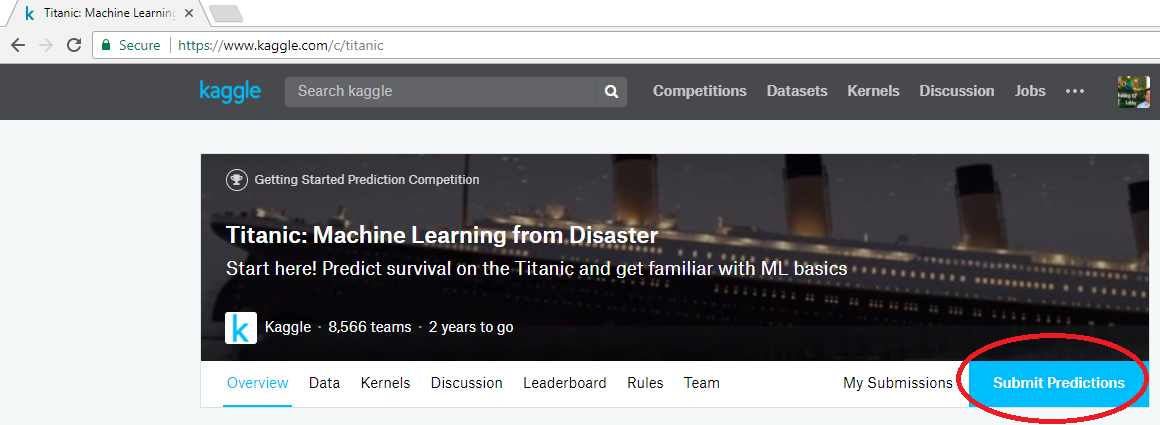 Titanic: Machine Learning
Secure https://www.kaggle.com/c/titanic
kaggle Search kaggle Competitions Datasets Kernels Discussion Jobs
Getting Started Prediction Competition
Titanic: Machine Learning from Disaster
Start here! Predict survival on the Titanic and get familiar with ML basics
k Kaggle · 8,566 teams · 2 years to go
Overview Data Kernels Discussion Leaderboard Rules Team My Submissions Submit Predictions